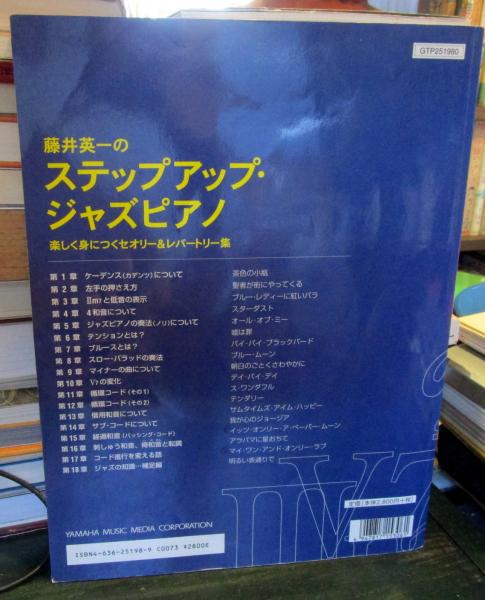 GTP251980
藤井英一の
ステップアップ・
ジャズピアノ
楽しく身につくセオリー&レパートリー集
第1章 ケーデンス(カデンツ)について
第2章 左手の押さえ方
第3章 IIm7と低音の表示
第4章 4和音について
第5章 ジャズピアノの奏法(ノリ)について
第6章 テンションとは?
第7章 ブルースとは?
第8章 スロー・バラッドの奏法
第9章 マイナーの曲について
第10章 V7の変化
第11章 循環コード(その1)
第12章 循環コード(その2)
第13章 借用和音について
第14章 サブ・コードについて
第15章 経過和音(パッシング・コード)
第16章 刺しゅう和音、掩和音と転調
第17章 コード進行を変える話
第18章 ジャズの知識―補足編
茶色の小瓶
聖者が街にやってくる
ブルー・レディーに紅いバラ
スターダスト
オール・オブ・ミー
嘘は罪
バイ・バイ・ブラックバード
ブルー・ムーン
朝日のごとくさわやかに
デイ・バイ・デイ
ス・ワンダフル
テンダリー
サムタイムズ・アイム・ハッピー
我が心のジョージア
イッツ・オンリー・ア・ペーパー・ムーン
アラバマに星おちて
マイ・ワン・アンド・オンリー・ラブ
明るい表通りで
IV7
定価[本体2,800円+税]
YAMAHA MUSIC MEDIA CORPORATION
ISBN4-636-25198-9 C0073 ¥2800E